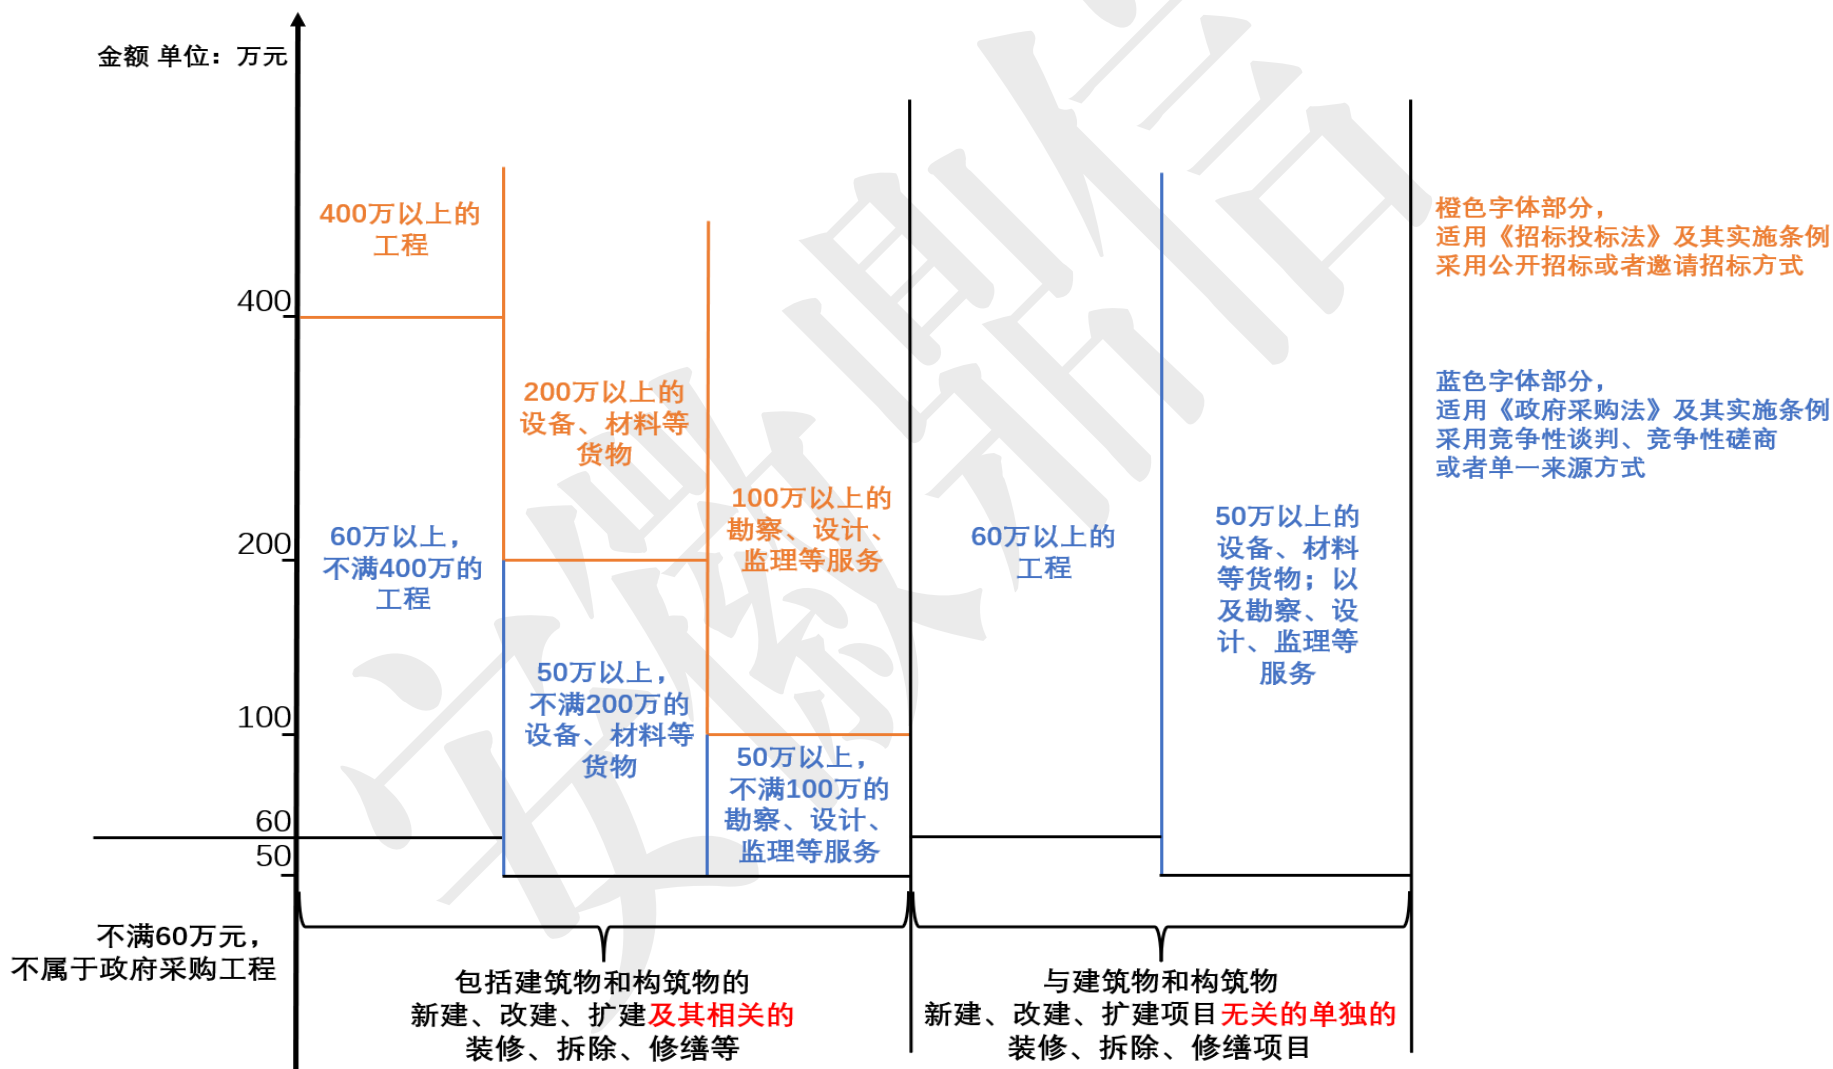 金额 单位：万元
400万以上的
工程
400
200万以上的
设备、材料等
货物
100万以上的
勘察、设计、
监理等服务
200
60万以上，
不满400万的
工程
50万以上，
不满200万的
设备、材料等
货物
100
50万以上，
不满100万的
勘察、设计、
监理等服务
60
50
60万以上的
工程
50万以上的
设备、材料
等货物；以
及勘察、设
计、监理等
服务
橙色字体部分，
适用《招标投标法》及其实施条例
采用公开招标或者邀请招标方式
蓝色字体部分，
适用《政府采购法》及其实施条例
采用竞争性谈判、竞争性磋商
或者单一来源方式
不满60万元，
不属于政府采购工程
包括建筑物和构筑物的
新建、改建、扩建及其相关的
装修、拆除、修缮等
与建筑物和构筑物
新建、改建、扩建项目无关的单独的
装修、拆除、修缮项目
安徽鼎信